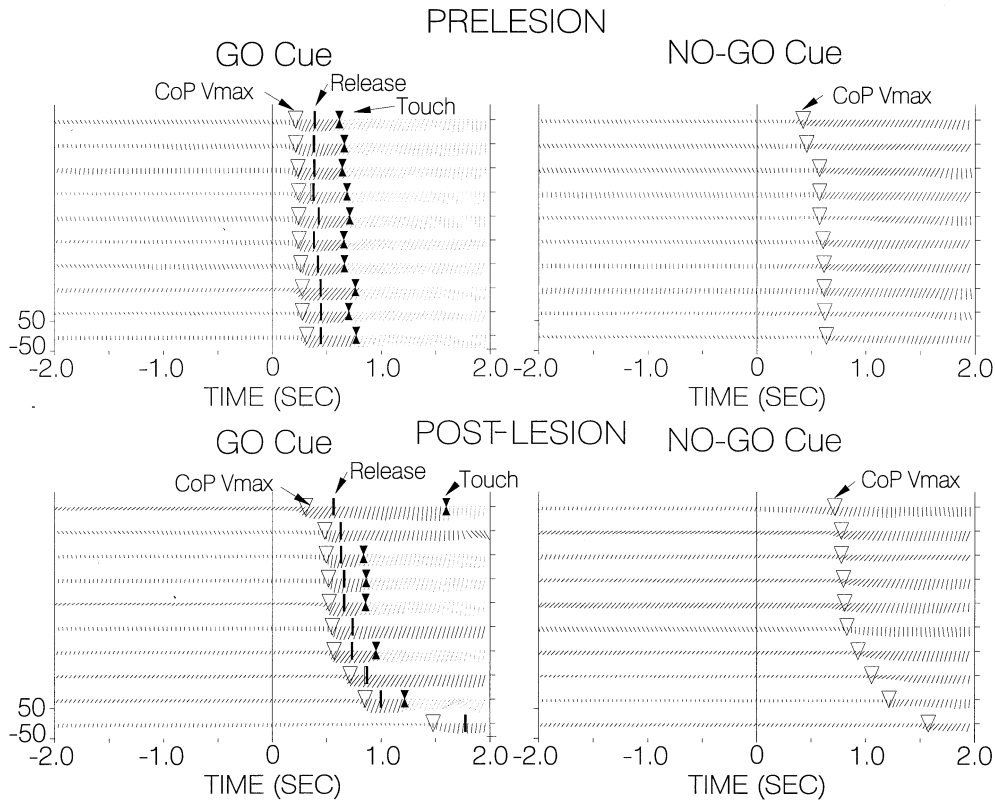 PRELESION
GO Cue
NO-GO Cue
CoP Vmax
Release
Touch
CoP Vmax
50
-50
-2.0 -1.0 0 1.0 2.0
-2.0 -1.0 0 1.0 2.0
TIME (SEC)
TIME (SEC)
POST-LESION
GO Cue
NO-GO Cue
CoP Vmax
Release
Touch
CoP Vmax
50
-50
-2.0 -1.0 0 1.0 2.0
-2.0 -1.0 0 1.0 2.0
TIME (SEC)
TIME (SEC)